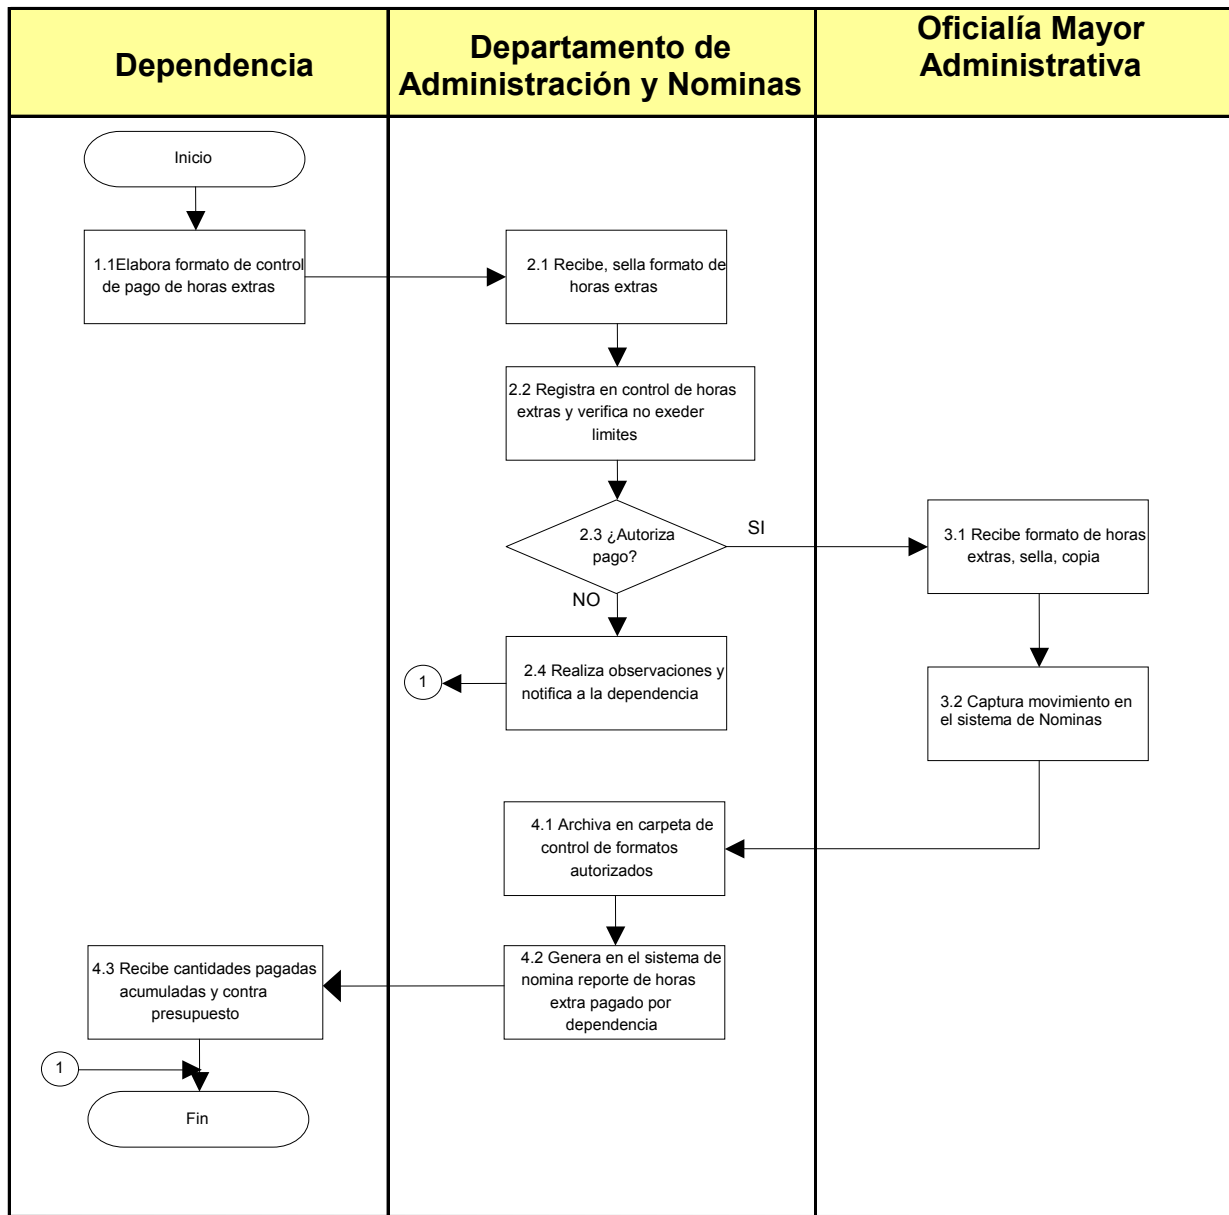 Dependencia
Departamento de
Administración y Nominas
Oficialía Mayor
Administrativa
Inicio
1.1Elabora formato de control
de pago de horas extras
2.1 Recibe, sella formato de
horas extras
2.2 Registra en control de horas
extras y verifica no exeder
limites
2.3 ¿Autoriza
pago?
SI
NO
3.1 Recibe formato de horas
extras, sella, copia
2.4 Realiza observaciones y
notifica a la dependencia
1
3.2 Captura movimiento en
el sistema de Nominas
4.1 Archiva en carpeta de
control de formatos
autorizados
4.2 Genera en el sistema de
nomina reporte de horas
extra pagado por
dependencia
4.3 Recibe cantidades pagadas
acumuladas y contra
presupuesto
1
Fin